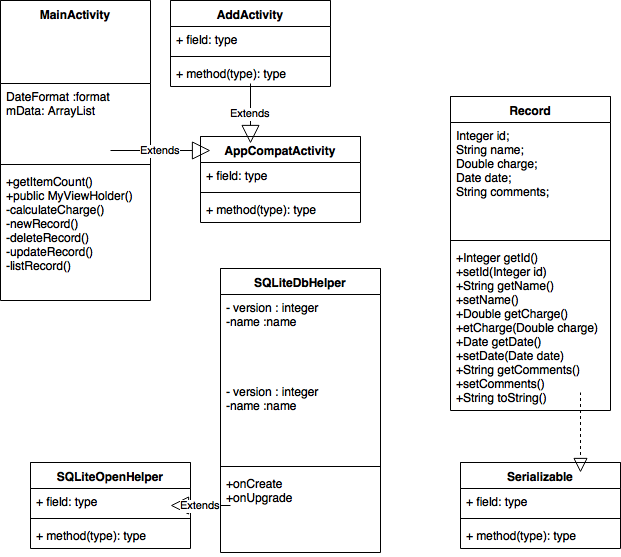 MainActivity
DateFormat :format
mData: ArrayList
+getItemCount()
+public MyViewHolder()
-calculateCharge()
-newRecord()
-deleteRecord()
-updateRecord()
-listRecord()
AddActivity
+ field: type
+ method(type): type
Extends
Extends
AppCompatActivity
+ field: type
+ method(type): type
Record
Integer id;
String name;
Double charge;
Date date;
String comments;
+Integer getId()
+setId(Integer id)
+String getName()
+setName()
+Double getCharge()
+etCharge(Double charge)
+Date getDate()
+setDate(Date date)
+String getComments()
+setComments()
+String toString()
SQLiteDbHelper
- version : integer
-name :name
- version : integer
-name :name
+onCreate
+onUpgrade
Extends
SQLiteOpenHelper
+ field: type
+ method(type): type
Serializable
+ field: type
+ method(type): type